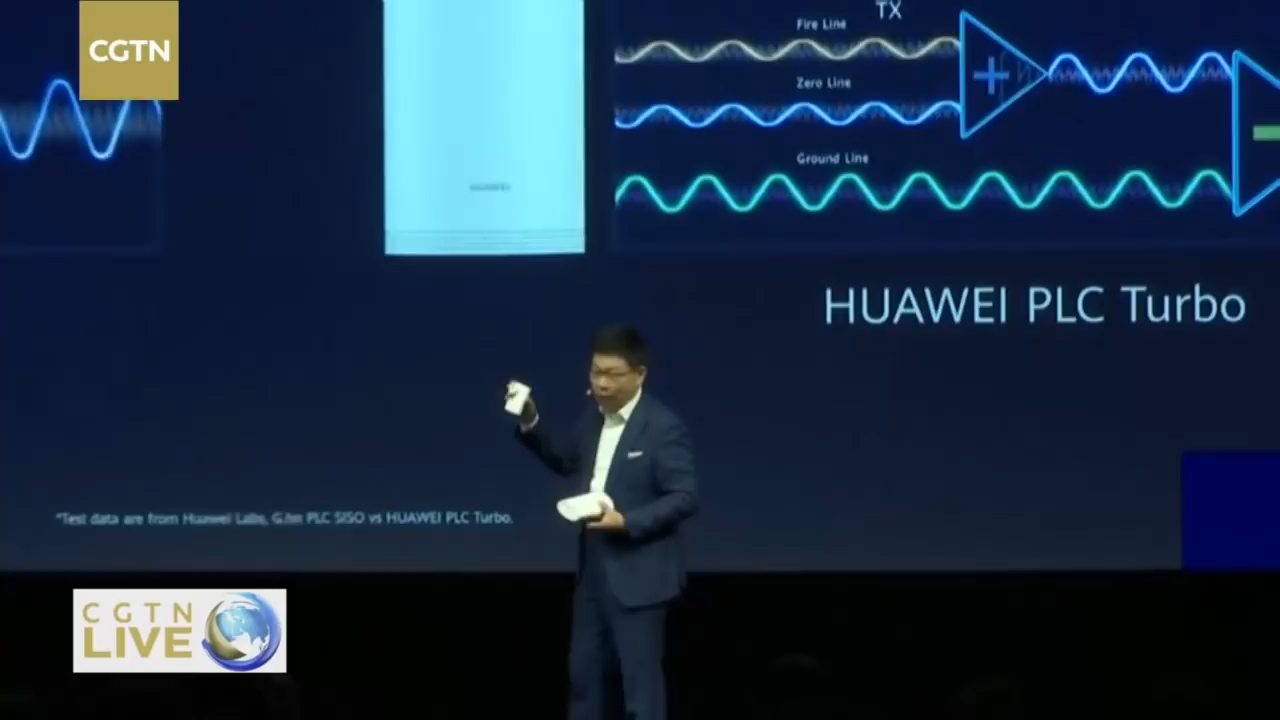 CGTN
TX
Fire Line
Zero Line
Ground Line
HUAWEI
HUAWEI PLC Turbo
*Test data are from Huawei Labs, G.hn PLC SISO vs HUAWEI PLC Turbo.
CGTN
LIVE